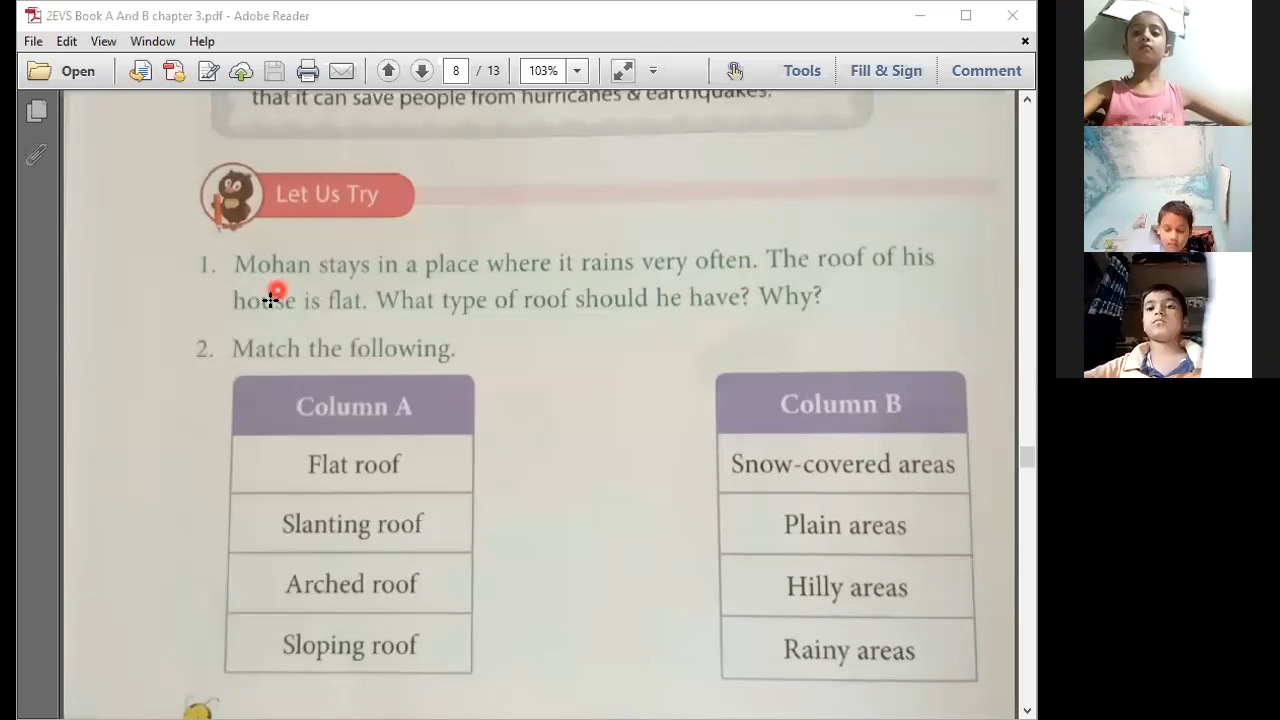 2EVS Book A And B chapter 3.pdf - Adobe Reader
File Edit View Window Help
Open 8 / 13 103% Tools Fill & Sign Comment
that it can save people from hurricanes & earthquakes.
Let Us Try
1. Mohan stays in a place where it rains very often. The roof of his
house is flat. What type of roof should he have? Why?
2. Match the following.
Column A Column B
Flat roof Snow-covered areas
Slanting roof Plain areas
Arched roof Hilly areas
Sloping roof Rainy areas